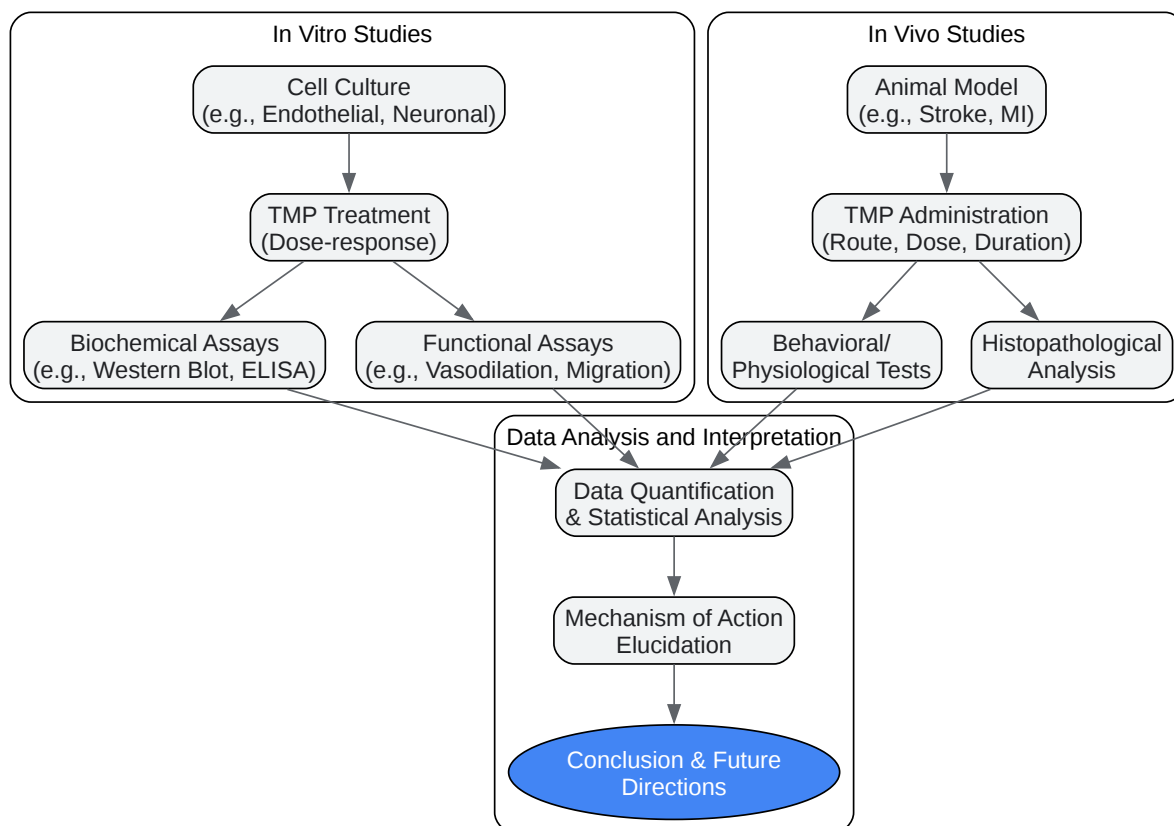 In Vitro Studies
Cell Culture
(e.g., Endothelial, Neuronal)
TMP Treatment
(Dose-response)
Biochemical Assays
(e.g., Western Blot, ELISA)
Functional Assays
(e.g., Vasodilation, Migration)
In Vivo Studies
Animal Model
(e.g., Stroke, MI)
TMP Administration
(Route, Dose, Duration)
Behavioral/
Physiological Tests
Histopathological
Analysis
Data Analysis and Interpretation
Data Quantification
& Statistical Analysis
Mechanism of Action
Elucidation
Conclusion & Future
Directions